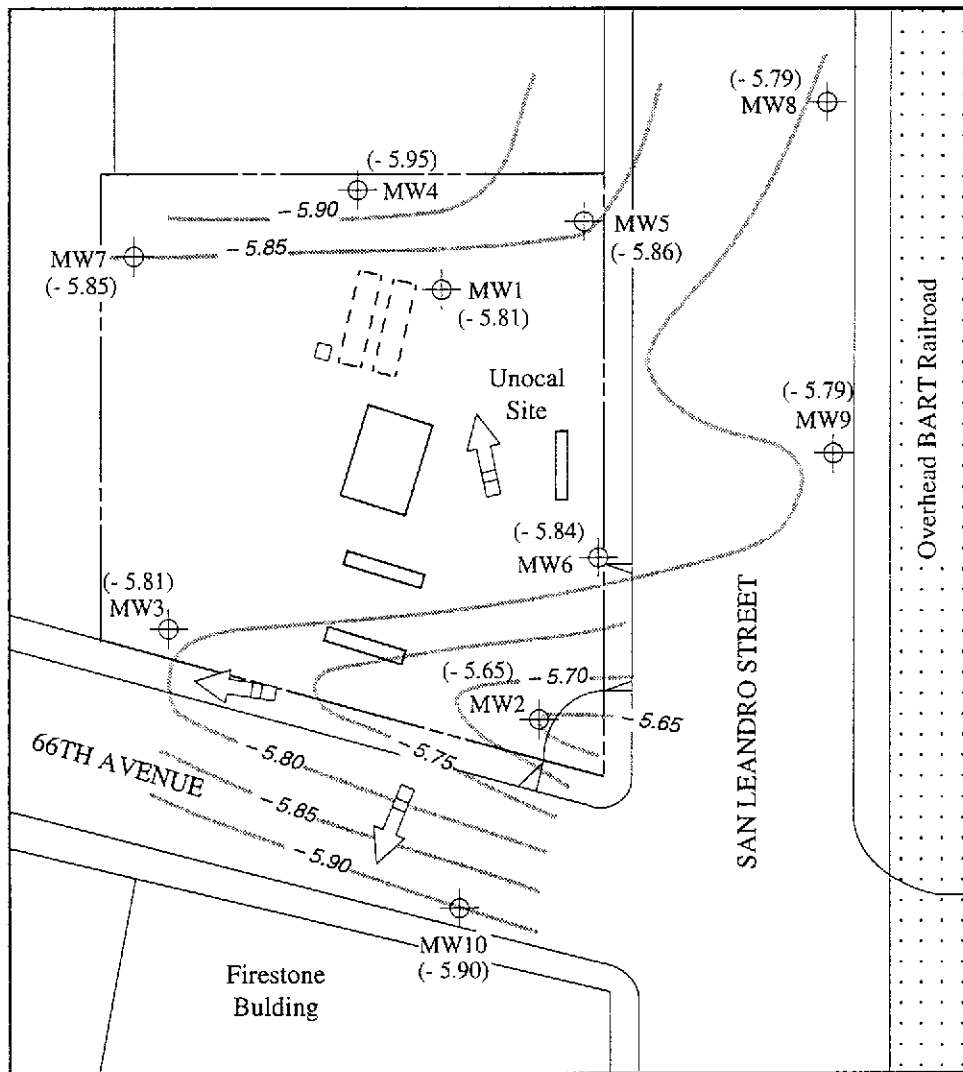 (- 5.79)
MW8
(- 5.95)
MW4
- 5.90
MW5
(- 5.86)
- 5.85
MW7
(- 5.85)
MW1
(- 5.81)
Unocal
Site
(- 5.79)
MW9
Overhead BART Railroad
(- 5.84)
MW6
(- 5.81)
MW3
(- 5.65)
MW2
- 5.70
- 5.65
SAN LEANDRO STREET
66TH AVENUE
- 5.80
- 5.75
- 5.85
- 5.90
MW10
(- 5.90)
Firestone
Bulding